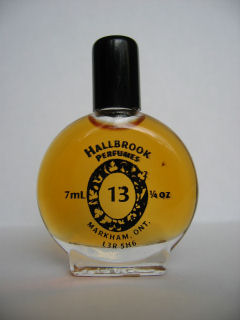 HALLBROOK
PERFUMES
7mL 13 ¼ oz
MARKHAM, ONT.
L3R 5H6